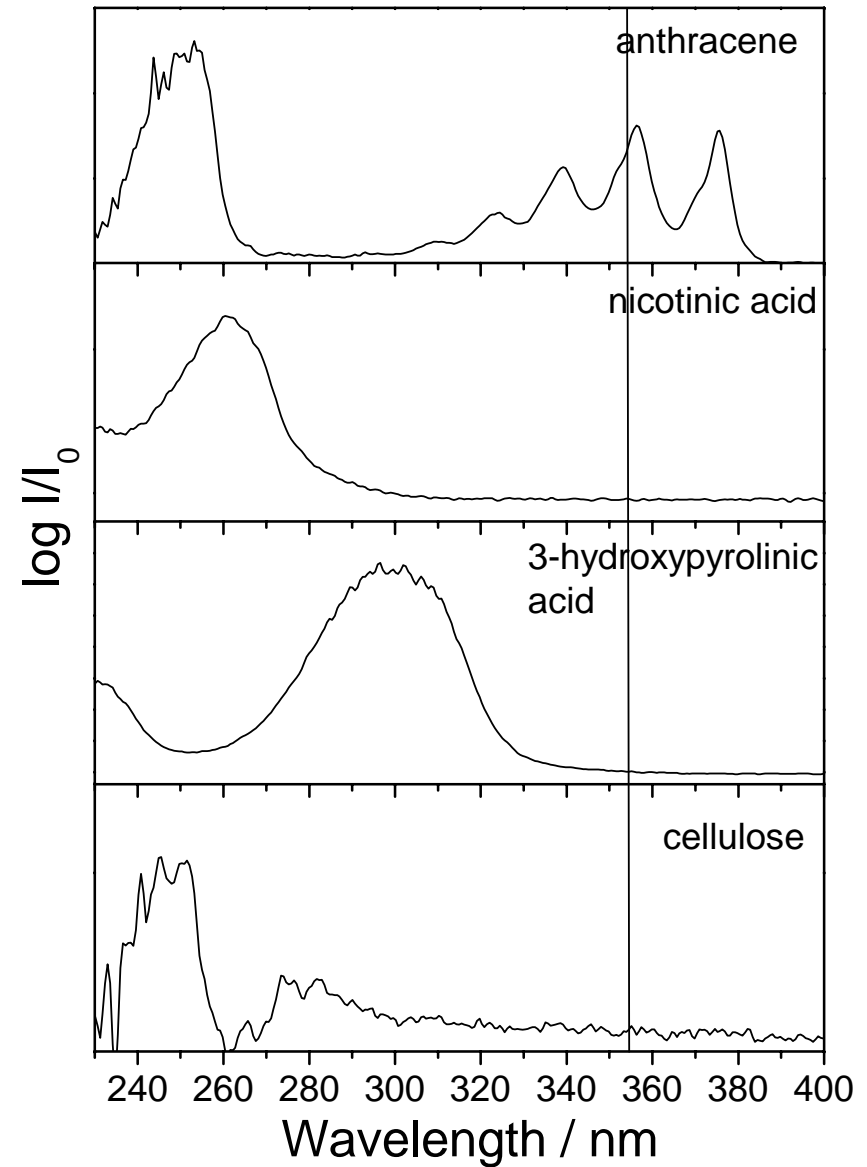 anthracene
nicotinic acid
log I/I₀
3-hydroxypyrolinic
acid
cellulose
240 260 280 300 320 340 360 380 400
Wavelength / nm